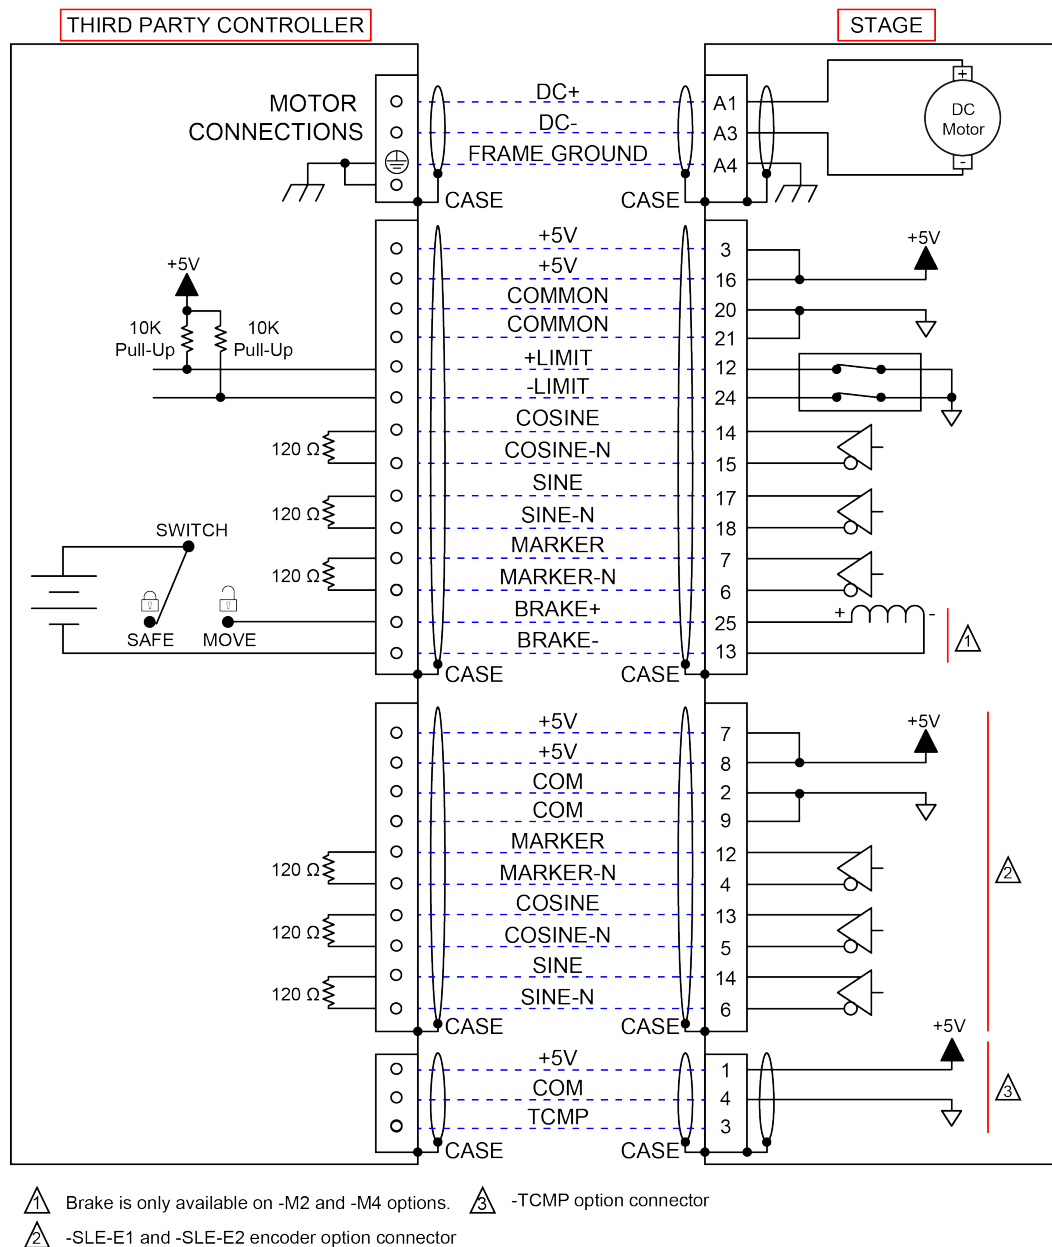 THIRD PARTY CONTROLLER
STAGE
MOTOR
CONNECTIONS
DC+
A1
DC-
A3
FRAME GROUND
A4
+
DC
Motor
-
CASE
CASE
+5V
3
+5V
16
COMMON
20
COMMON
21
+LIMIT
12
-LIMIT
24
COSINE
14
COSINE-N
15
SINE
17
SINE-N
18
MARKER
7
MARKER-N
6
BRAKE+
25
BRAKE-
13
CASE
CASE
+5V
10K
Pull-Up
10K
Pull-Up
120 Ω
120 Ω
120 Ω
SWITCH
SAFE
MOVE
+5V
+
-
1
+5V
7
+5V
8
COM
2
COM
9
MARKER
12
MARKER-N
4
COSINE
13
COSINE-N
5
SINE
14
SINE-N
6
CASE
CASE
120 Ω
120 Ω
120 Ω
+5V
2
+5V
1
COM
4
TCMP
3
CASE
CASE
+5V
3
1 Brake is only available on -M2 and -M4 options.
3 -TCMP option connector
2 -SLE-E1 and -SLE-E2 encoder option connector